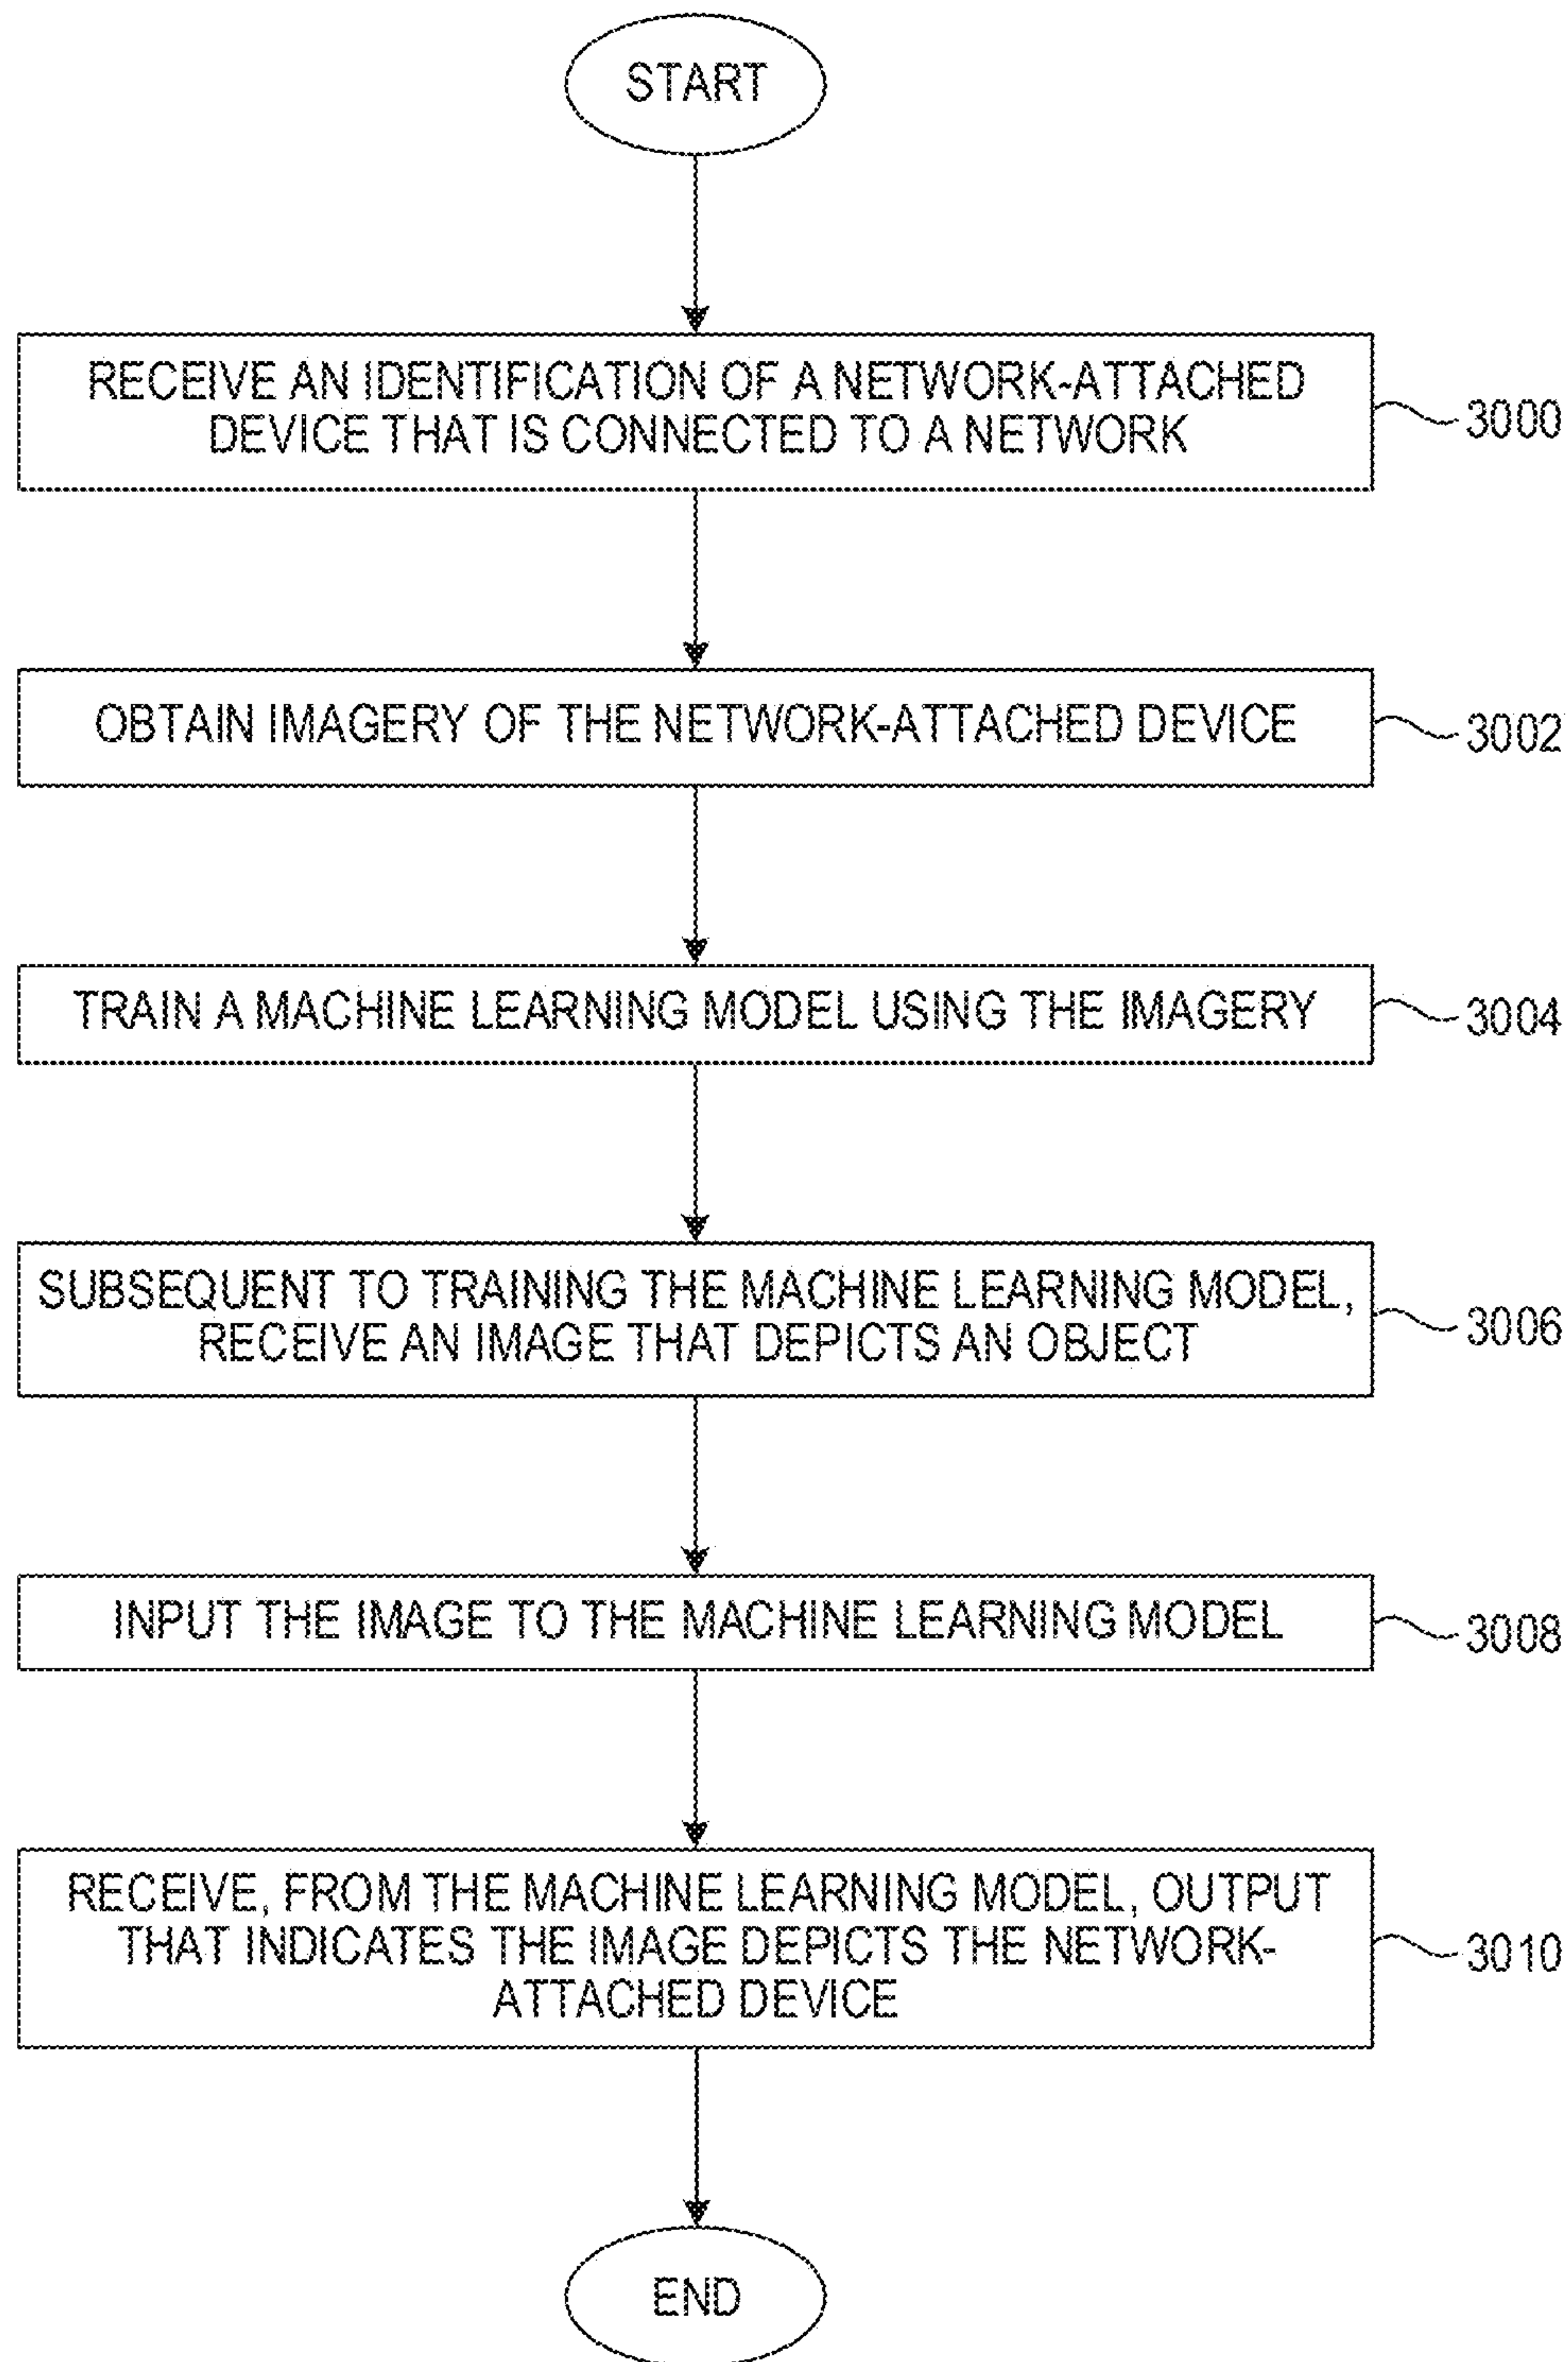 START
RECEIVE AN IDENTIFICATION OF A NETWORK-ATTACHED
DEVICE THAT IS CONNECTED TO A NETWORK
3000
OBTAIN IMAGERY OF THE NETWORK-ATTACHED DEVICE
3002
TRAIN A MACHINE LEARNING MODEL USING THE IMAGERY
3004
SUBSEQUENT TO TRAINING THE MACHINE LEARNING MODEL,
RECEIVE AN IMAGE THAT DEPICTS AN OBJECT
3006
INPUT THE IMAGE TO THE MACHINE LEARNING MODEL
3008
RECEIVE, FROM THE MACHINE LEARNING MODEL, OUTPUT
THAT INDICATES THE IMAGE DEPICTS THE NETWORK-
ATTACHED DEVICE
3010
END